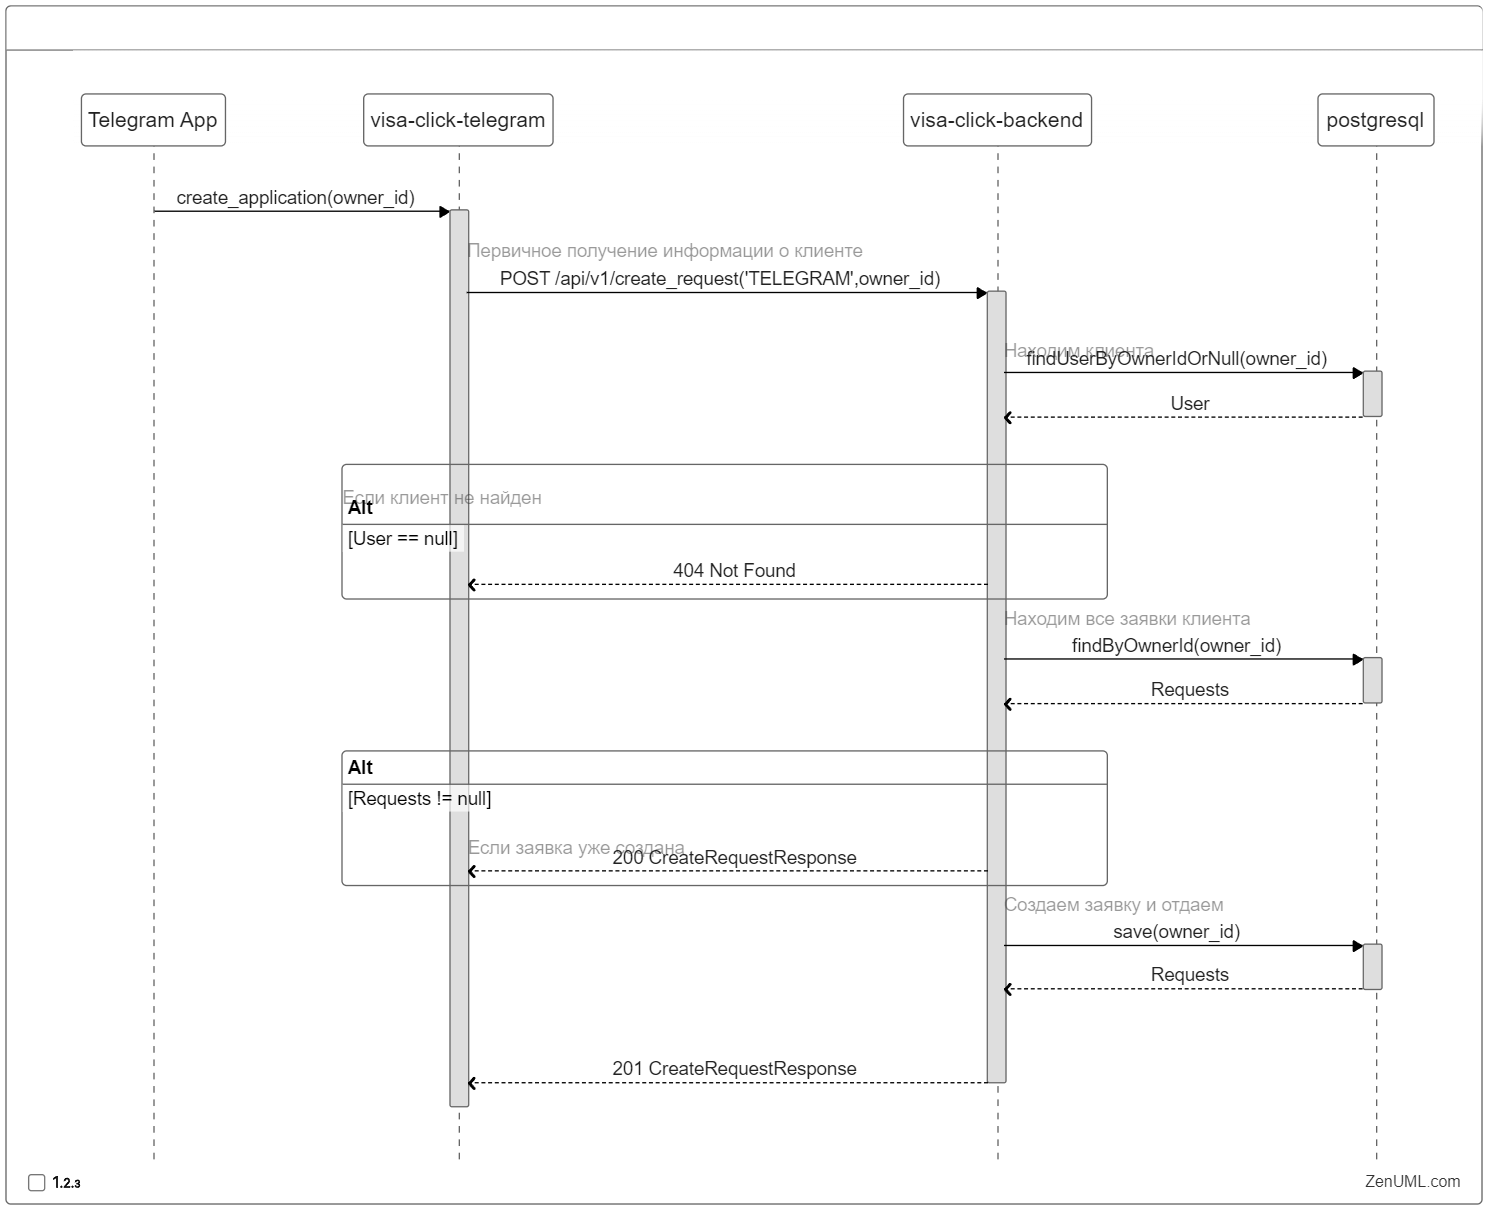 Telegram App
visa-click-telegram
visa-click-backend
postgresql
create_application(owner_id)
Первичное получение информации о клиенте
POST /api/v1/create_request('TELEGRAM',owner_id)
Находим клиента
findUserByOwnerIdOrNull(owner_id)
User
Если клиент не найден
Alt
[User == null]
404 Not Found
Находим все заявки клиента
findByOwnerId(owner_id)
Requests
Alt
[Requests != null]
Если заявка уже создана
200 CreateRequestResponse
Создаем заявку и отдаем
save(owner_id)
Requests
201 CreateRequestResponse
1.2.3
ZenUML.com